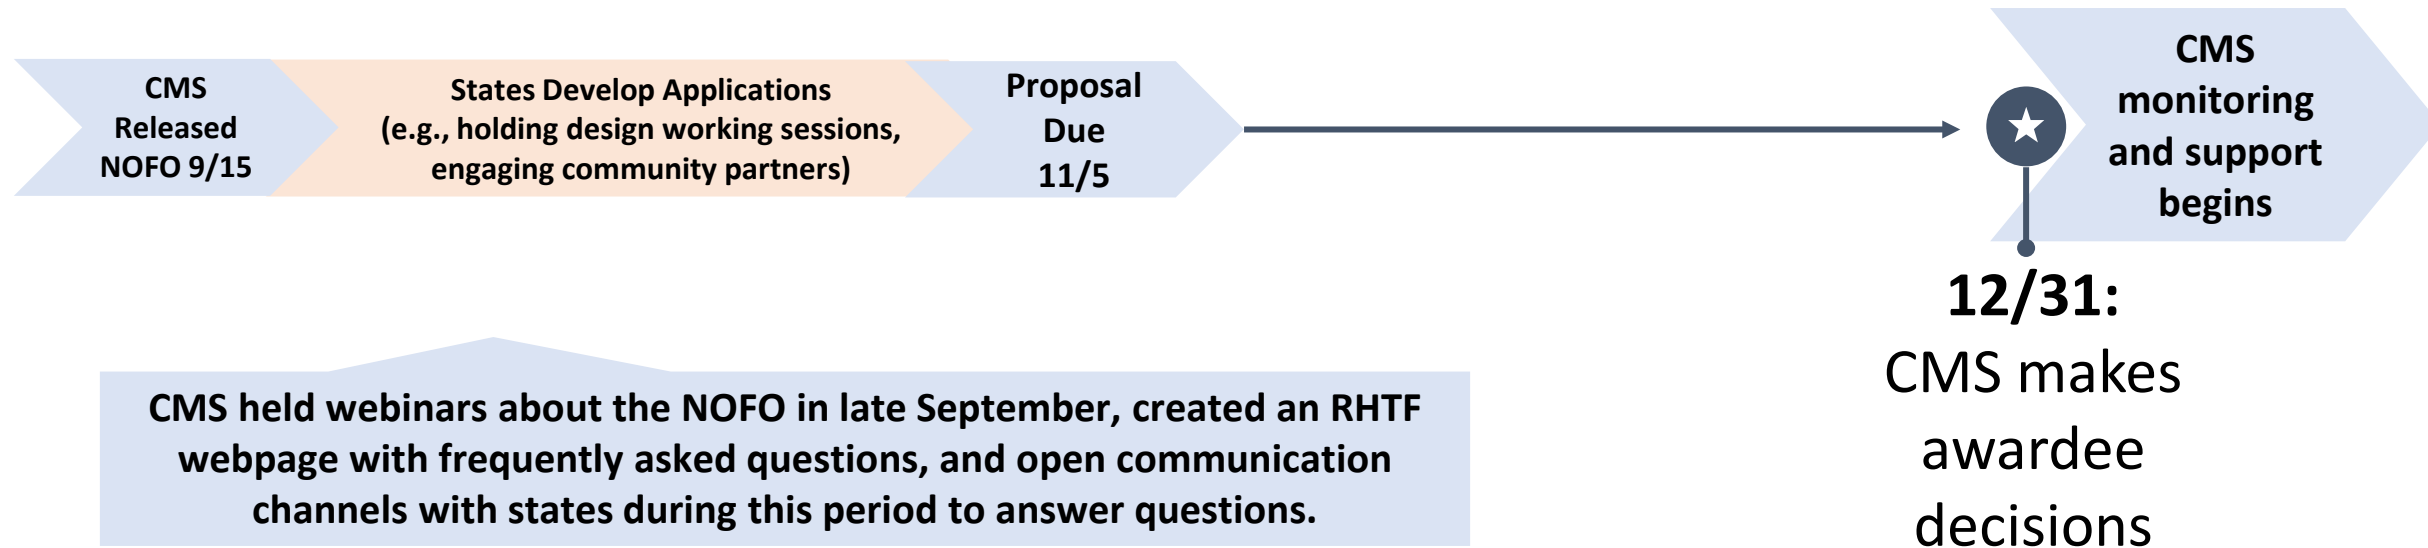 CMS
Released
NOFO 9/15
States Develop Applications
(e.g., holding design working sessions,
engaging community partners)
Proposal
Due
11/5
CMS
monitoring
and support
begins
12/31:
CMS makes
awardee
decisions
CMS held webinars about the NOFO in late September, created an RHTF
webpage with frequently asked questions, and open communication
channels with states during this period to answer questions.